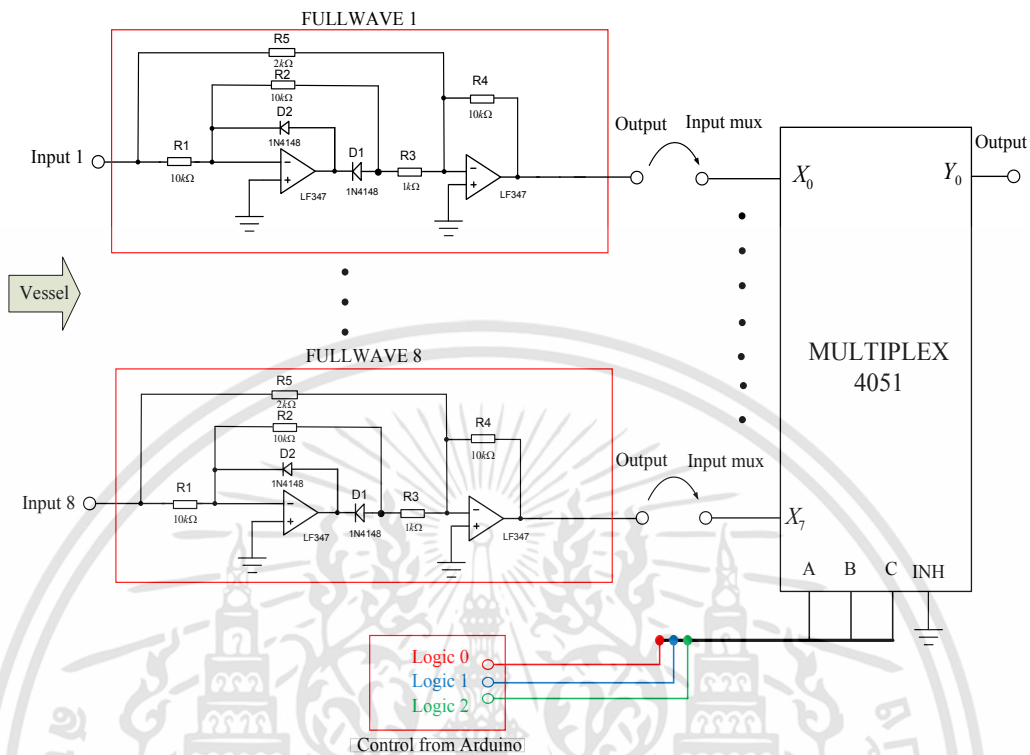 FULLWAVE 1
R5
2kΩ
R2
10kΩ
D2
1N4148
R4
10kΩ
Input 1
R1
10kΩ
D1
1N4148
R3
1kΩ
LF347
LF347
Output
Input mux
X0
Y0
Output
Vessel
MULTIPLEX
4051
FULLWAVE 8
R5
2kΩ
R2
10kΩ
D2
1N4148
R4
10kΩ
Input 8
R1
10kΩ
D1
1N4148
R3
1kΩ
LF347
LF347
Output
Input mux
X7
A B C INH
Logic 0
Logic 1
Logic 2
Control from Arduino